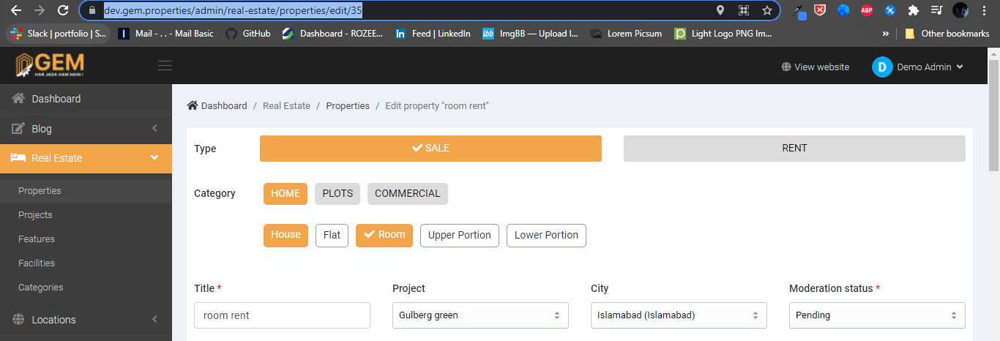 dev.gem.properties/admin/real-estate/properties/edit/35
ABP
Slack | portfolio | S... Mail - . . - Mail Basic GitHub Dashboard - ROZEE... in Feed | LinkedIn ibb ImgBB — Upload I... Lorem Picsum p Light Logo PNG Im... » Other bookmarks
GEM
HAR JAGA HAM HAIN !
View website D Demo Admin
Dashboard
Blog
Real Estate
Properties
Projects
Features
Facilities
Categories
Locations
Dashboard / Real Estate / Properties / Edit property "room rent"
Type SALE RENT
Category HOME PLOTS COMMERCIAL
House Flat Room Upper Portion Lower Portion
Title * Project City Moderation status *
room rent Gulberg green Islamabad (Islamabad) Pending